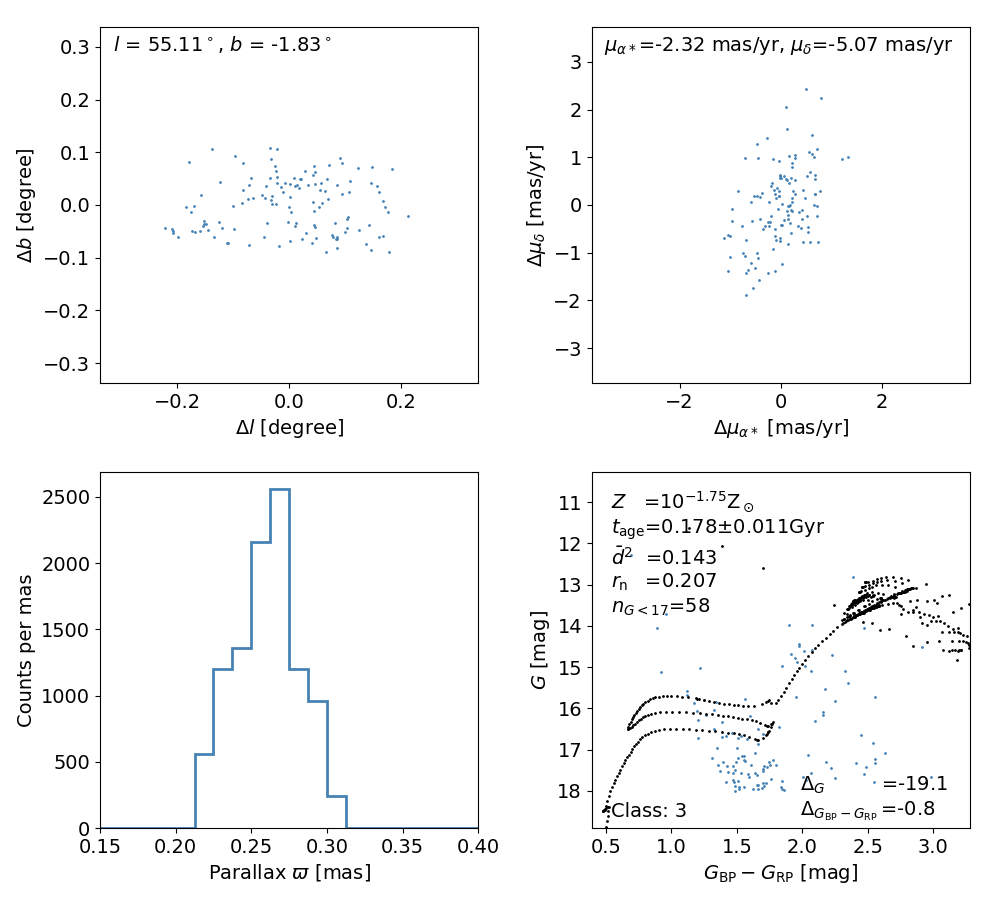 l = 55.11°, b = -1.83°
0.3
0.2
0.1
0.0
−0.1
−0.2
−0.3
Δb [degree]
−0.2 0.0 0.2
Δl [degree]
μα∗=-2.32 mas/yr, μδ=-5.07 mas/yr
3
2
1
0
−1
−2
−3
Δμδ [mas/yr]
−2 0 2
Δμα∗ [mas/yr]
2500
2000
1500
1000
500
0
Counts per mas
0.15 0.20 0.25 0.30 0.35 0.40
Parallax ϖ [mas]
Z =10^−1.75 Z⊙
t_age=0.178±0.011Gyr
d̄² =0.143
r_n =0.207
n_G<17=58
11
12
13
14
15
16
17
18
G [mag]
Δ_G =-19.1
Δ_G_BP−G_RP =-0.8
Class: 3
0.5 1.0 1.5 2.0 2.5 3.0
G_BP − G_RP [mag]